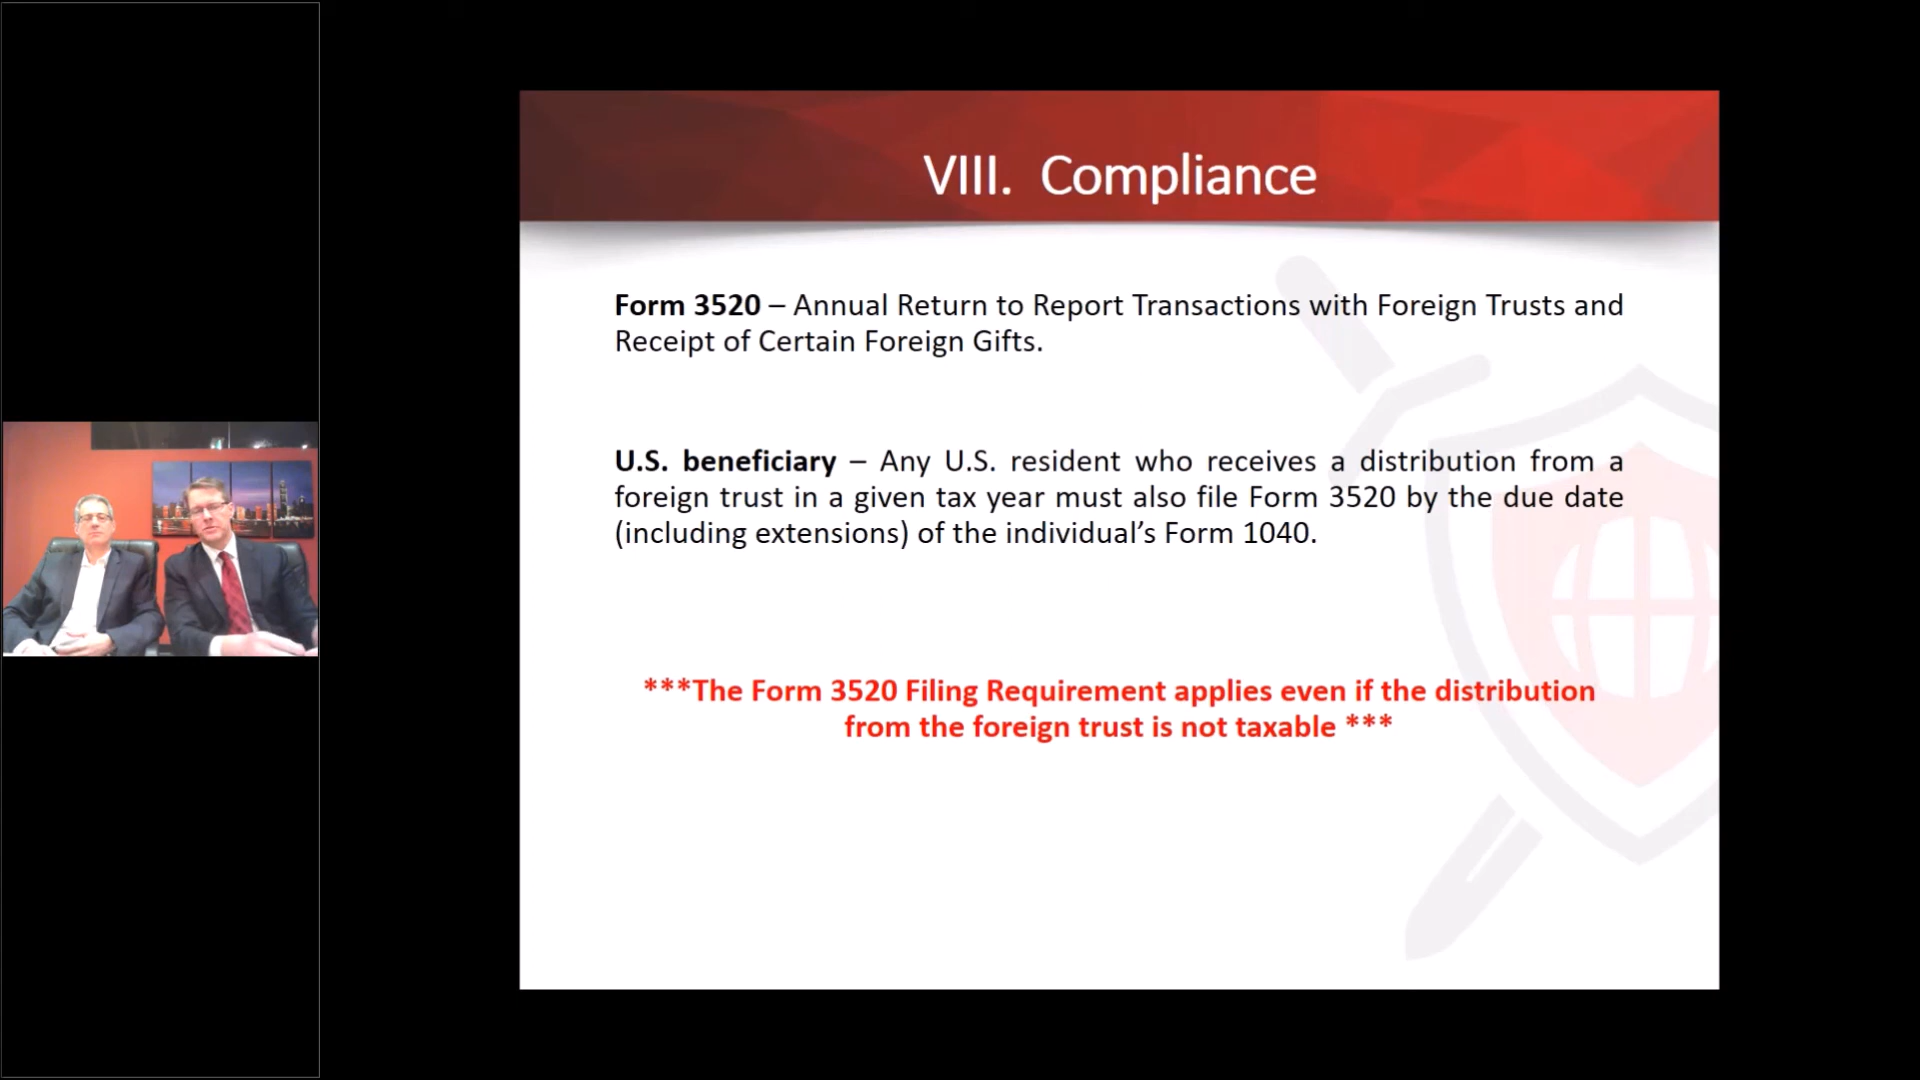 VIII. Compliance
Form 3520 – Annual Return to Report Transactions with Foreign Trusts and
Receipt of Certain Foreign Gifts.
U.S. beneficiary – Any U.S. resident who receives a distribution from a
foreign trust in a given tax year must also file Form 3520 by the due date
(including extensions) of the individual’s Form 1040.
***The Form 3520 Filing Requirement applies even if the distribution
from the foreign trust is not taxable ***